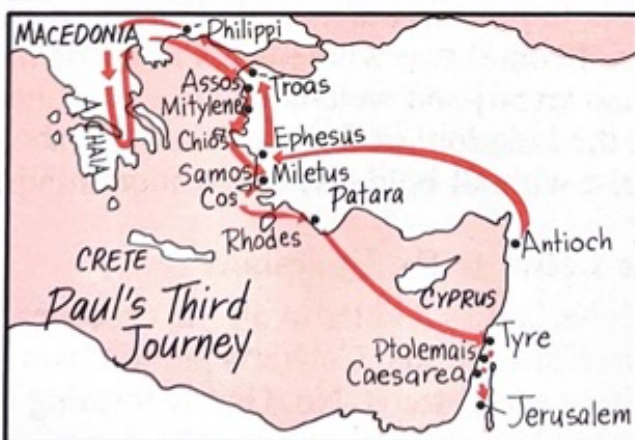 MACEDONIA
Philippi
Assos
Troas
Mitylene
ACHAIA
Chios
Ephesus
Samos
Miletus
Cos
Patara
Rhodes
Antioch
CRETE
CYPRUS
Paul's Third
Journey
Tyre
Ptolemais
Caesarea
Jerusalem